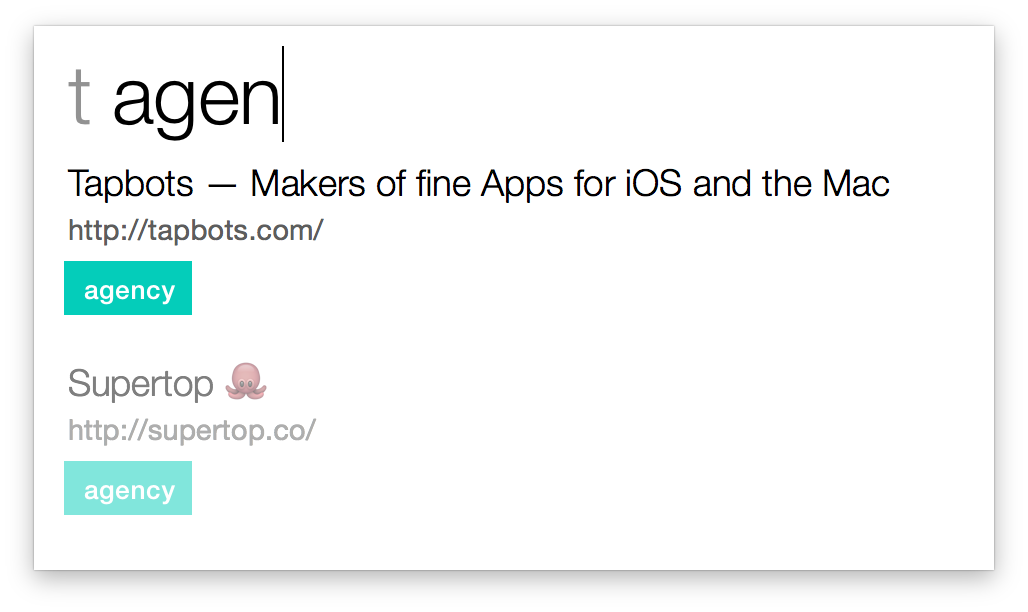 t agen
Tapbots — Makers of fine Apps for iOS and the Mac
http://tapbots.com/
agency
Supertop 🐙
http://supertop.co/
agency